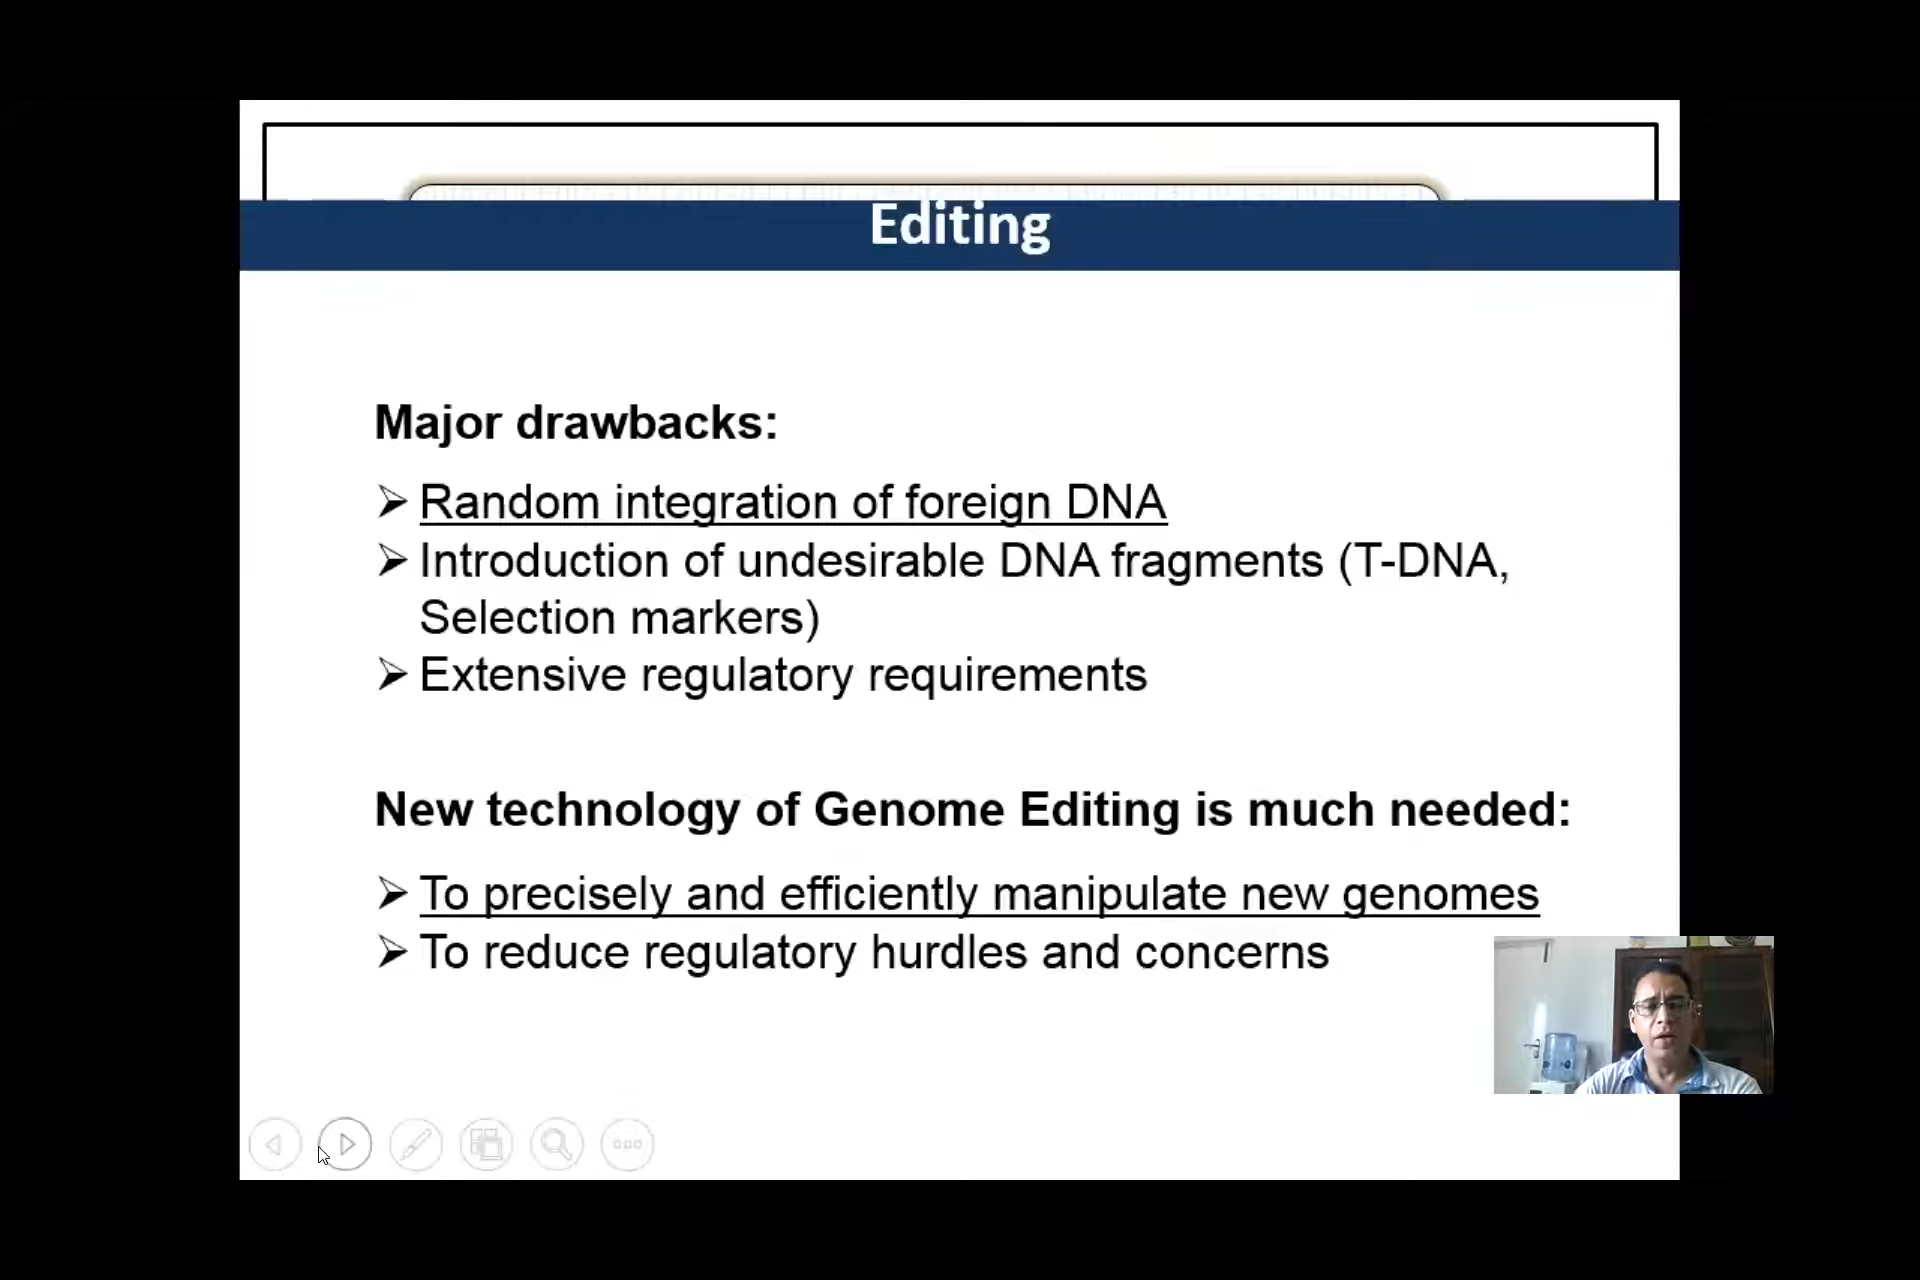 Editing
Major drawbacks:
➢ Random integration of foreign DNA
➢ Introduction of undesirable DNA fragments (T-DNA,
Selection markers)
➢ Extensive regulatory requirements
New technology of Genome Editing is much needed:
➢ To precisely and efficiently manipulate new genomes
➢ To reduce regulatory hurdles and concerns